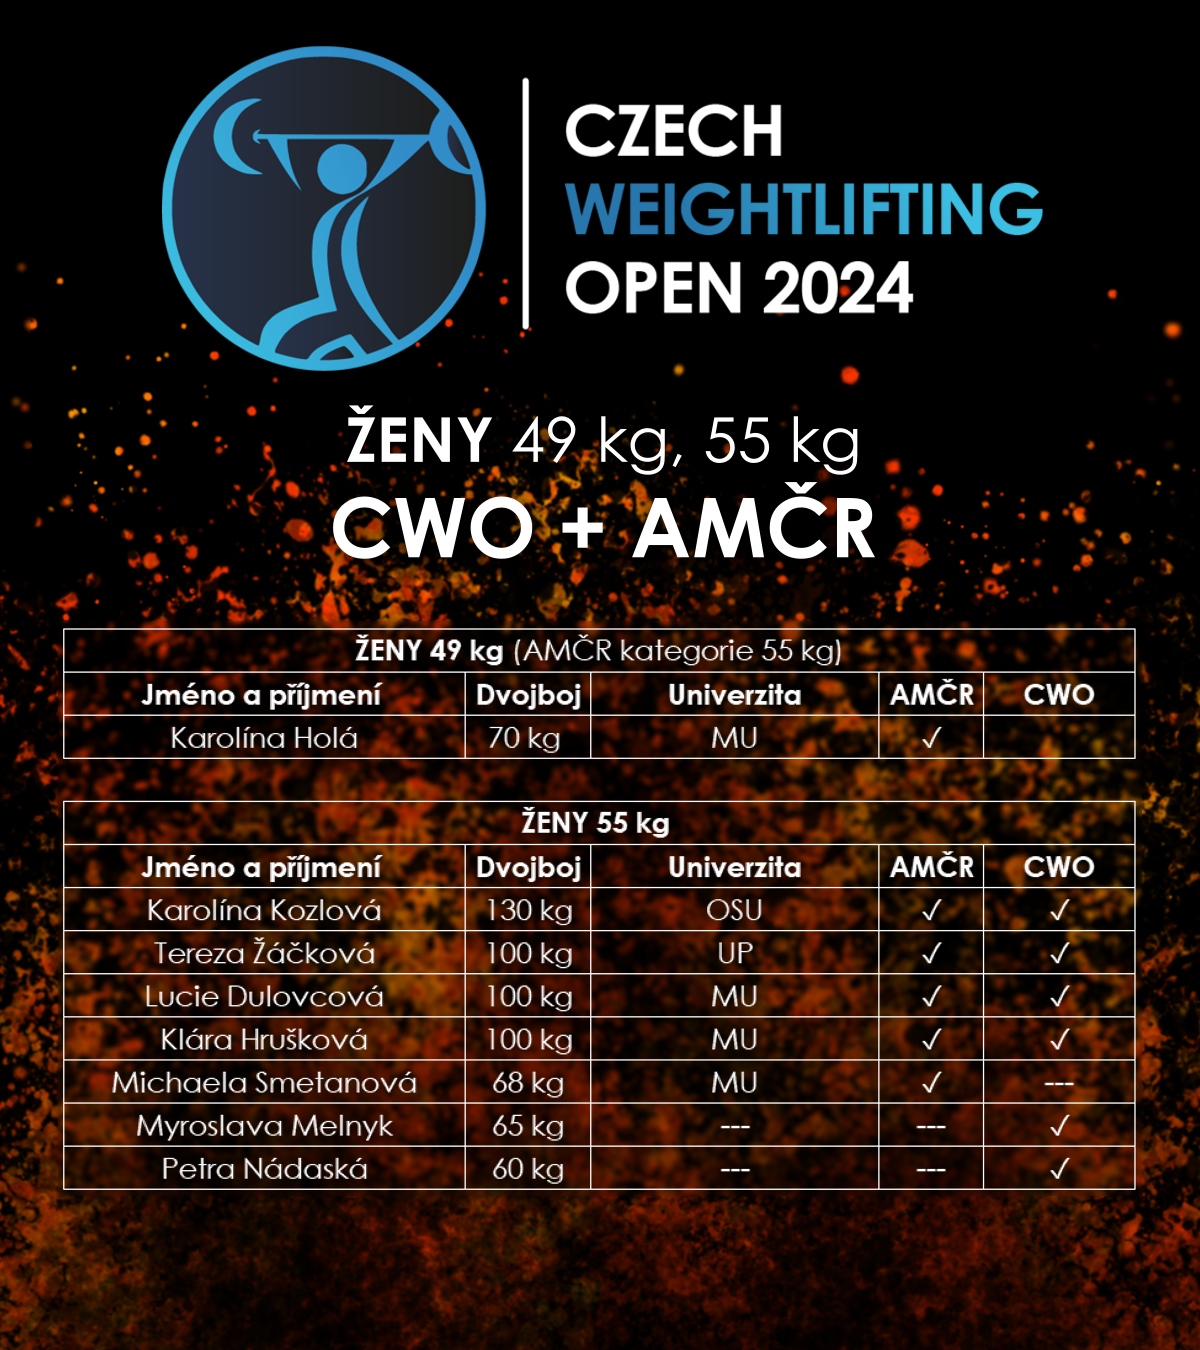 CZECH
WEIGHTLIFTING
OPEN 2024
ŽENY 49 kg, 55 kg
CWO + AMČR
ŽENY 49 kg (AMČR kategorie 55 kg)
Jméno a příjmení Dvojboj Univerzita AMČR CWO
Karolína Holá 70 kg MU ✓
ŽENY 55 kg
Jméno a příjmení Dvojboj Univerzita AMČR CWO
Karolína Kozlová 130 kg OSU ✓ ✓
Tereza Žáčková 100 kg UP ✓ ✓
Lucie Dulovcová 100 kg MU ✓ ✓
Klára Hrušková 100 kg MU ✓ ✓
Michaela Smetanová 68 kg MU ✓ ---
Myroslava Melnyk 65 kg --- --- ✓
Petra Nádaská 60 kg --- --- ✓